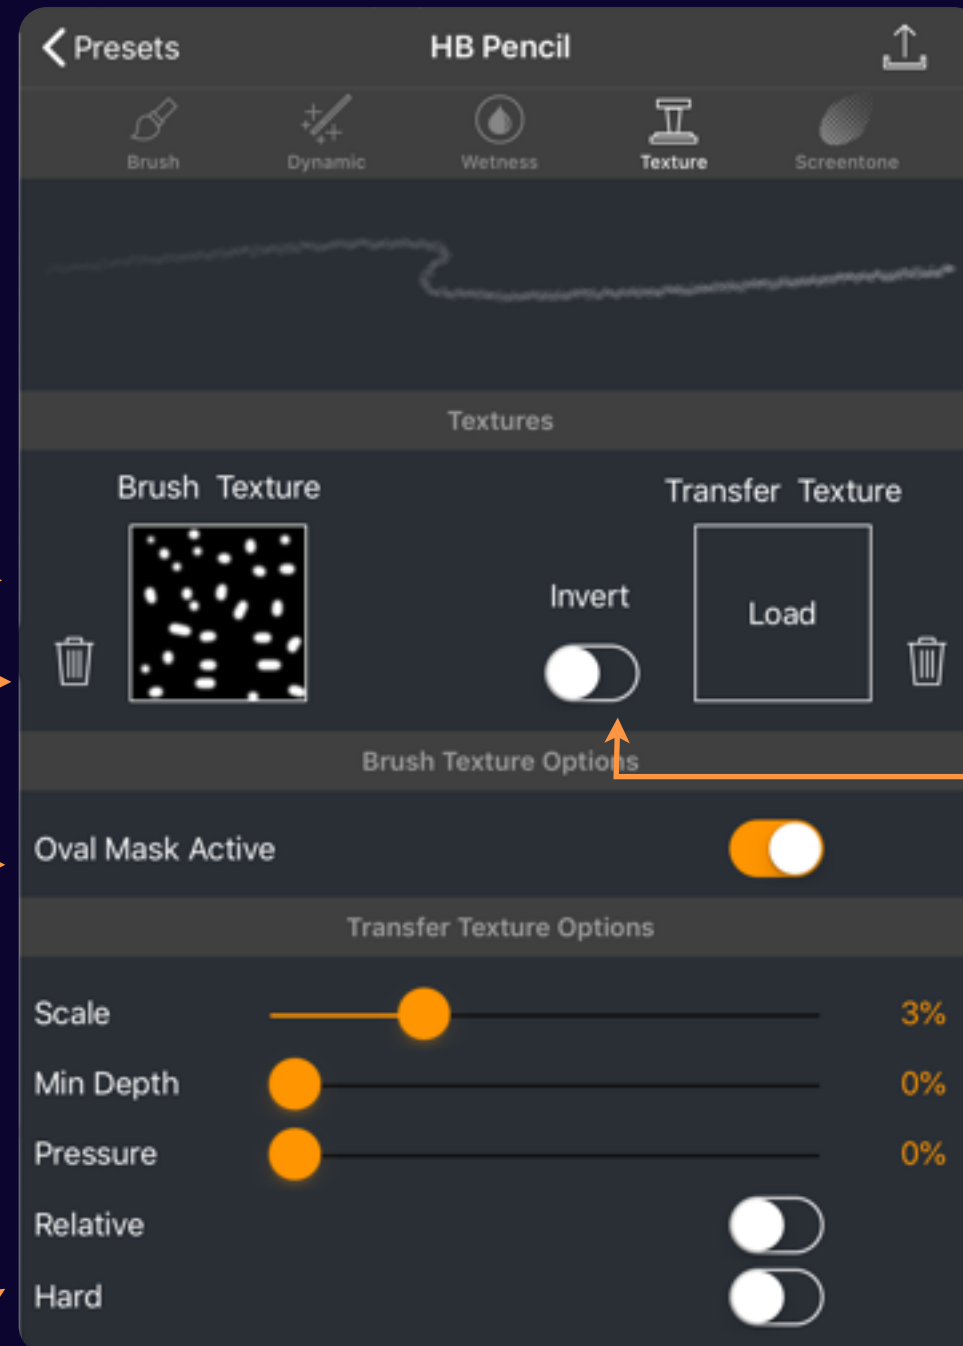 Presets HB Pencil
Brush Dynamic Wetness Texture Screentone
Textures
Brush Texture Transfer Texture
Invert Load
Brush Texture Options
Oval Mask Active
Transfer Texture Options
Scale 3%
Min Depth 0%
Pressure 0%
Relative
Hard